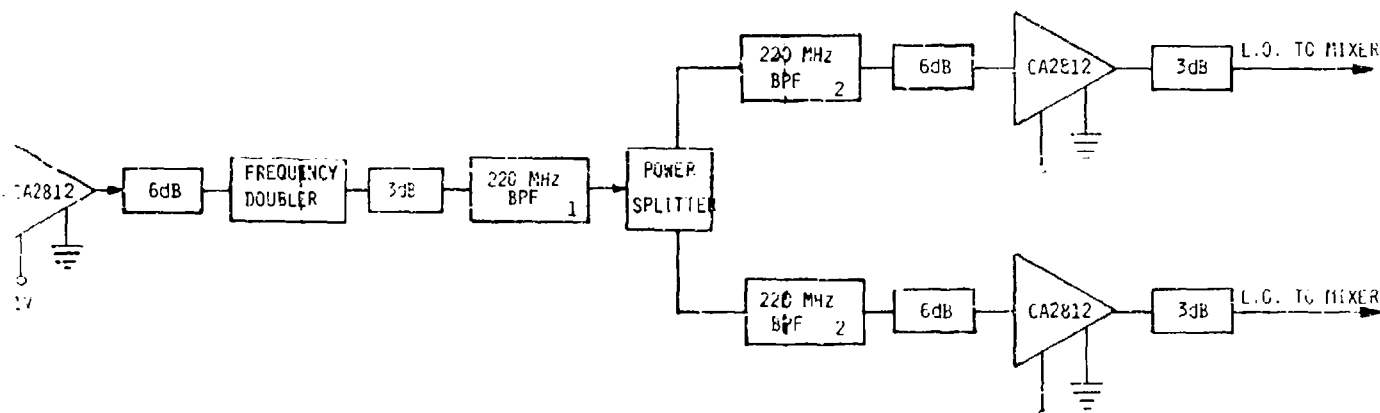 220 MHz
BPF 2
6dB
CA2812
3dB
L.O. TO MIXER
CA2812
6dB
FREQUENCY
DOUBLER
3dB
220 MHz
BPF 1
POWER
SPLITTER
220 MHz
BPF 2
6dB
CA2812
3dB
L.O. TO MIXER